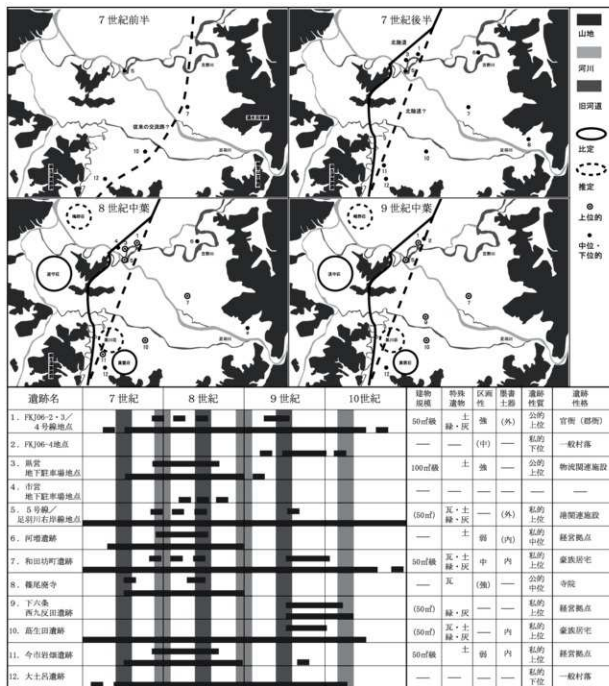 7世紀前半
7世紀後半
山地
河川
旧河道
比定
推定
上位的
中位・下位的
北陸道
北陸道?
従来の交流路?
8世紀中葉
9世紀中葉
遺跡名 7世紀 8世紀 9世紀 10世紀 建物規模 特殊遺物 区画性 墨書土器 遺跡性質 遺跡性格
1. FKJ06-2・3/4号線地点 50㎡級 土 緑・灰 強 (外) 公的上位 官衙(郡衙)
2. FKJ06-4地点 — — (中) — 私的下位 一般村落
3. 県営地下駐車場地点 100㎡級 土 強 — 公的上位 物流関連施設
4. 市営地下駐車場地点 — — — — — —
5. 5号線/足羽川右岸線地点 (50㎡) 瓦・土 緑・灰 — (外) 私的上位 港関連施設
6. 河増遺跡 — 土 弱 (内) 私的中位 経営拠点
7. 和田防町遺跡 50㎡級 瓦・土 緑・灰 中 内 私的上位 豪族居宅
8. 篠尾廃寺 — 瓦 (強) — 公的中位 寺院
9. 下六条西九反田遺跡 (50㎡) 緑・灰 — — 私的上位 経営拠点
10. 菖生田遺跡 (50㎡) 瓦・土 緑・灰 — 内 私的上位 豪族居宅
11. 今市岩畑遺跡 50㎡級 土 弱 内 私的上位 経営拠点
12. 大土呂遺跡 — — — — 私的下位 一般村落